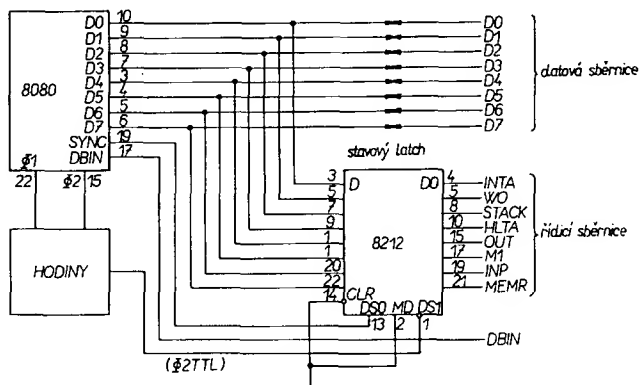 8080
D0 10 D0
D1 9 D1
D2 8 D2
D3 7 D3
D4 3 D4
D5 4 D5
D6 5 D6
D7 6 D7
SYNC 19
DBIN 17
datová sběrnice
Φ1 Φ2
22 15
HODINY
(Φ2TTL)
stavový latch
8212
D DO
3 4 INTA
5 5 WO
7 8 STACK
9 10 HLTA
1 15 OUT
1 17 M1
20 19 INP
22 21 MEMR
14 CLR
DS0 MD DS1
13 2 1
řídicí sběrnice
DBIN